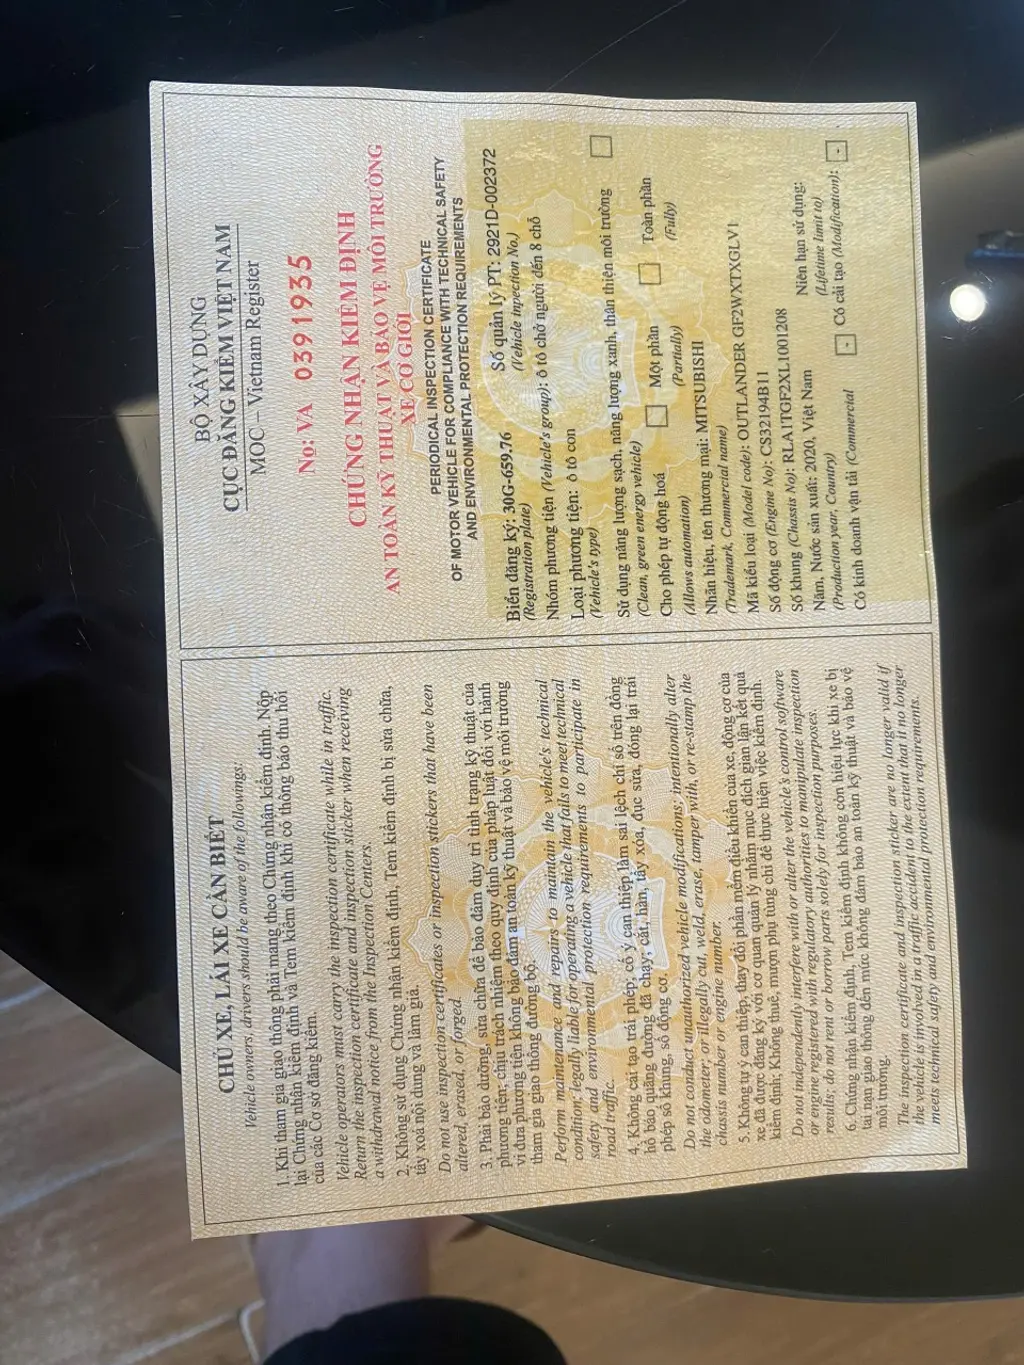 CHỦ XE, LÁI XE CẦN BIẾT
Vehicle owners, drivers should be aware of the followings:
1. Khi tham gia giao thông phải mang theo Chứng nhận kiểm định. Nộp
lại Chứng nhận kiểm định và Tem kiểm định khi có thông báo thu hồi
của các Cơ sở đăng kiểm.
Vehicle operators must carry the inspection certificate while in traffic.
Return the inspection certificate and inspection sticker when receiving
a withdrawal notice from the Inspection Centers.
2. Không sử dụng Chứng nhận kiểm định, Tem kiểm định bị sửa chữa,
tẩy xoá nội dung và làm giả.
Do not use inspection certificates or inspection stickers that have been
altered, erased, or forged.
3. Phải bảo dưỡng, sửa chữa để bảo đảm duy trì tình trạng kỹ thuật của
phương tiện, chịu trách nhiệm theo quy định của pháp luật đối với hành
vi đưa phương tiện không bảo đảm an toàn kỹ thuật và bảo vệ môi trường
tham gia giao thông đường bộ.
Perform maintenance and repairs to maintain the vehicle's technical
condition; legally liable for operating a vehicle that fails to meet technical
safety and environmental protection requirements to participate in
road traffic.
4. Không cải tạo trái phép; cố ý can thiệp làm sai lệch chỉ số trên đồng
hồ báo quãng đường đã chạy; cắt, hàn, tẩy xóa, đục sửa, đóng lại trái
phép số khung, số động cơ.
Do not conduct unauthorized vehicle modifications; intentionally alter
the odometer, or illegally cut, weld, erase, tamper with, or re-stamp the
chassis number or engine number.
5. Không tự ý can thiệp, thay đổi phần mềm điều khiển của xe, động cơ của
xe đã được đăng ký với cơ quan quản lý nhằm mục đích gian lận kết quả
kiểm định; Không thuê, mượn phụ tùng chỉ để thực hiện việc kiểm định.
Do not independently interfere with or alter the vehicle's control software
or engine registered with regulatory authorities to manipulate inspection
results; do not rent or borrow parts solely for inspection purposes.
6. Chứng nhận kiểm định, Tem kiểm định không còn hiệu lực khi xe bị
tai nạn giao thông đến mức không đảm bảo an toàn kỹ thuật và bảo vệ
môi trường.
The inspection certificate and inspection sticker are no longer valid if
the vehicle is involved in a traffic accident to the extent that it no longer
meets technical safety and environmental protection requirements.
BỘ XÂY DỰNG
CỤC ĐĂNG KIỂM VIỆT NAM
MOC – Vietnam Register
No: VA 0391935
CHỨNG NHẬN KIỂM ĐỊNH
AN TOÀN KỸ THUẬT VÀ BẢO VỆ MÔI TRƯỜNG
XE CƠ GIỚI
PERIODICAL INSPECTION CERTIFICATE
OF MOTOR VEHICLE FOR COMPLIANCE WITH TECHNICAL SAFETY
AND ENVIRONMENTAL PROTECTION REQUIREMENTS
Biển đăng ký: 30G-659.76 Số quản lý PT: 2921D-002372
(Registration plate) (Vehicle inpection No.)
Nhóm phương tiện (Vehicle's group): ô tô chở người đến 8 chỗ
Loại phương tiện: ô tô con
(Vehicle's type)
Sử dụng năng lượng sạch, năng lượng xanh, thân thiện môi trường
(Clean, green energy vehicle)
Cho phép tự động hoá Một phần Toàn phần
(Allows automation) (Partially) (Fully)
Nhãn hiệu, tên thương mại: MITSUBISHI
(Trademark, Commercial name)
Mã kiểu loại (Model code): OUTLANDER GF2WXTXGLV1
Số động cơ (Engine No): CS32194B11
Số khung (Chassis No): RLA1TGF2XL1001208
Năm, Nước sản xuất: 2020, Việt Nam Niên hạn sử dụng:
(Production year, Country) (Lifetime limit to)
Có kinh doanh vận tải (Commercial - Có cải tạo (Modification): -